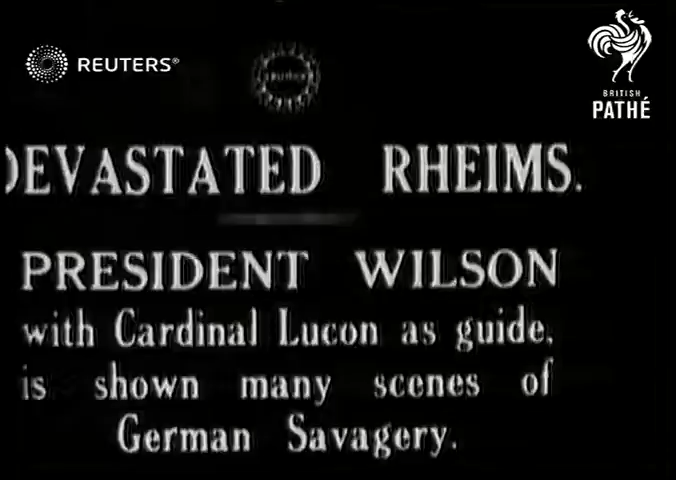 REUTERS®
BRITISH
PATHÉ
DEVASTATED RHEIMS.
PRESIDENT WILSON
with Cardinal Lucon as guide,
is shown many scenes of
German Savagery.